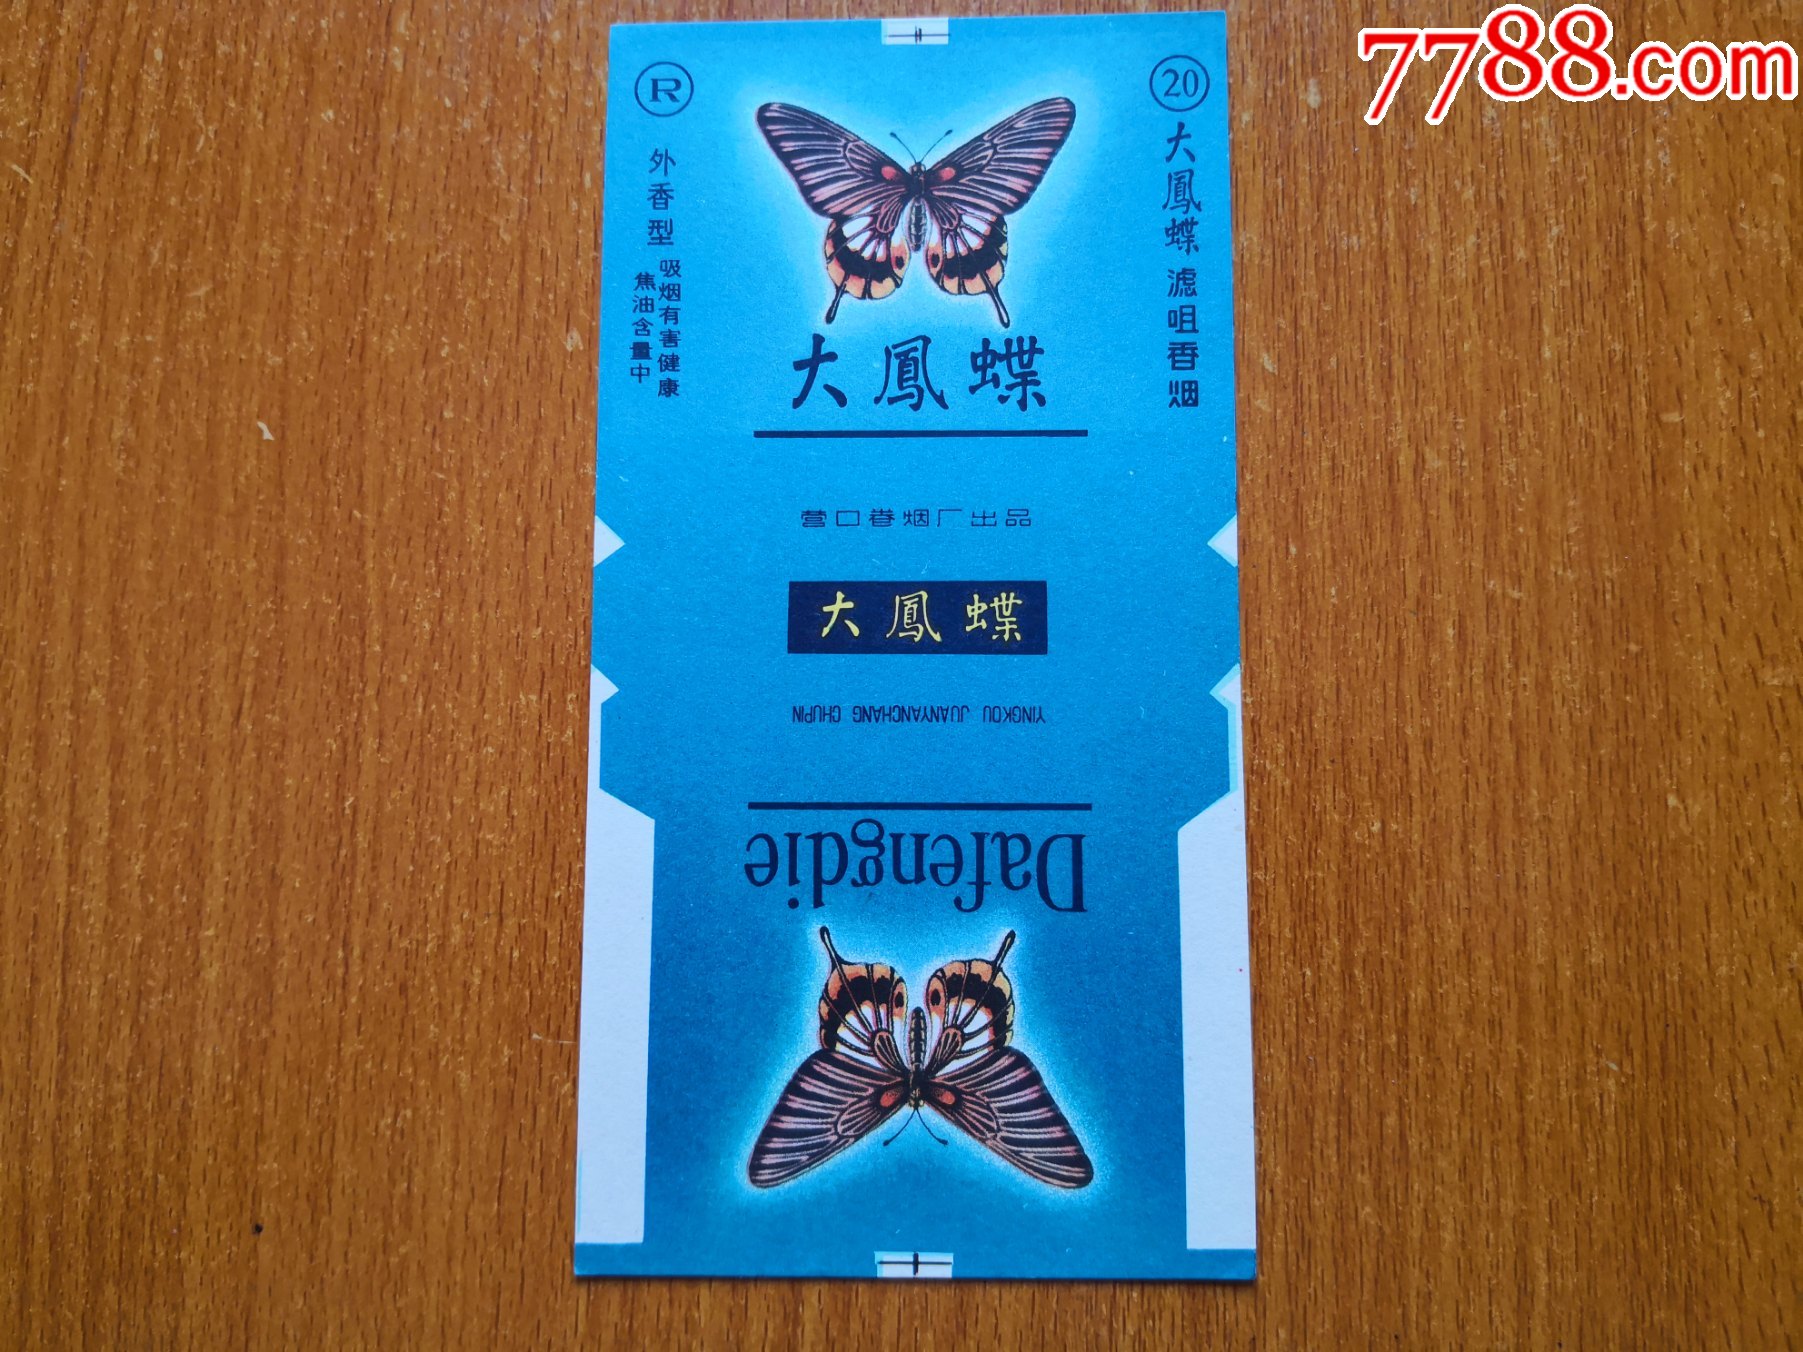 7788.com
R
20
外香型
吸烟有害健康
焦油含量中
大鳳蝶 滤咀香烟
大鳳蝶
营口卷烟厂出品
大鳳蝶
YINGKOU JUANYANCHANG CHUPIN
Dafengdie